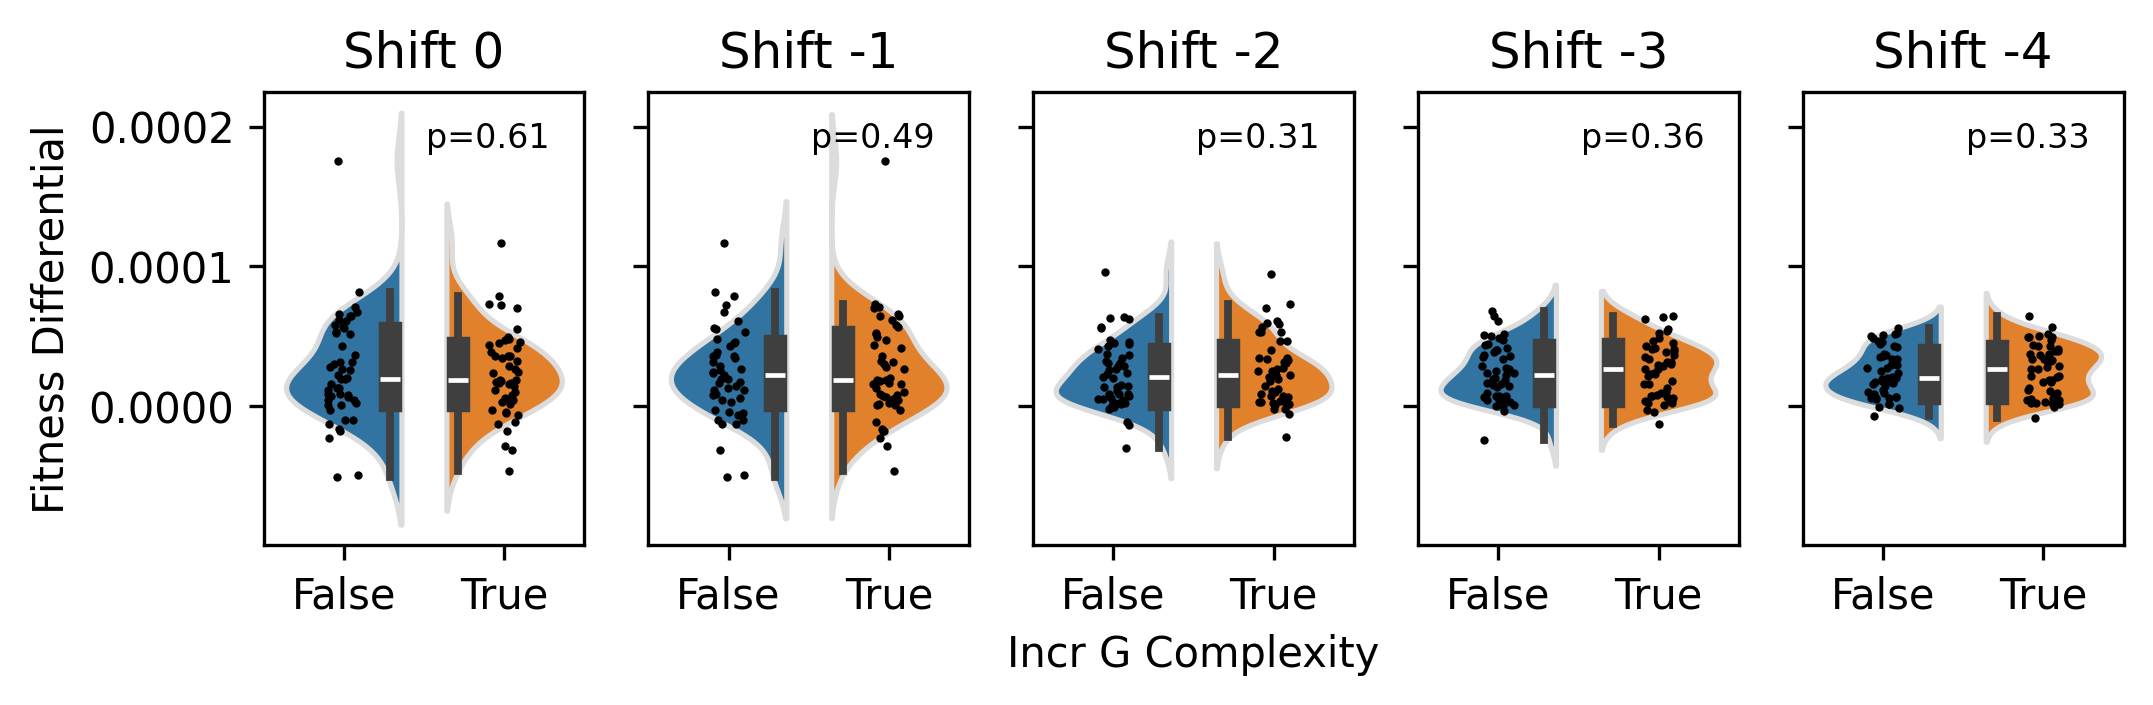 Shift 0
Shift -1
Shift -2
Shift -3
Shift -4
Fitness Differential
0.0002
0.0001
0.0000
p=0.61
p=0.49
p=0.31
p=0.36
p=0.33
False True
False True
False True
False True
False True
Incr G Complexity